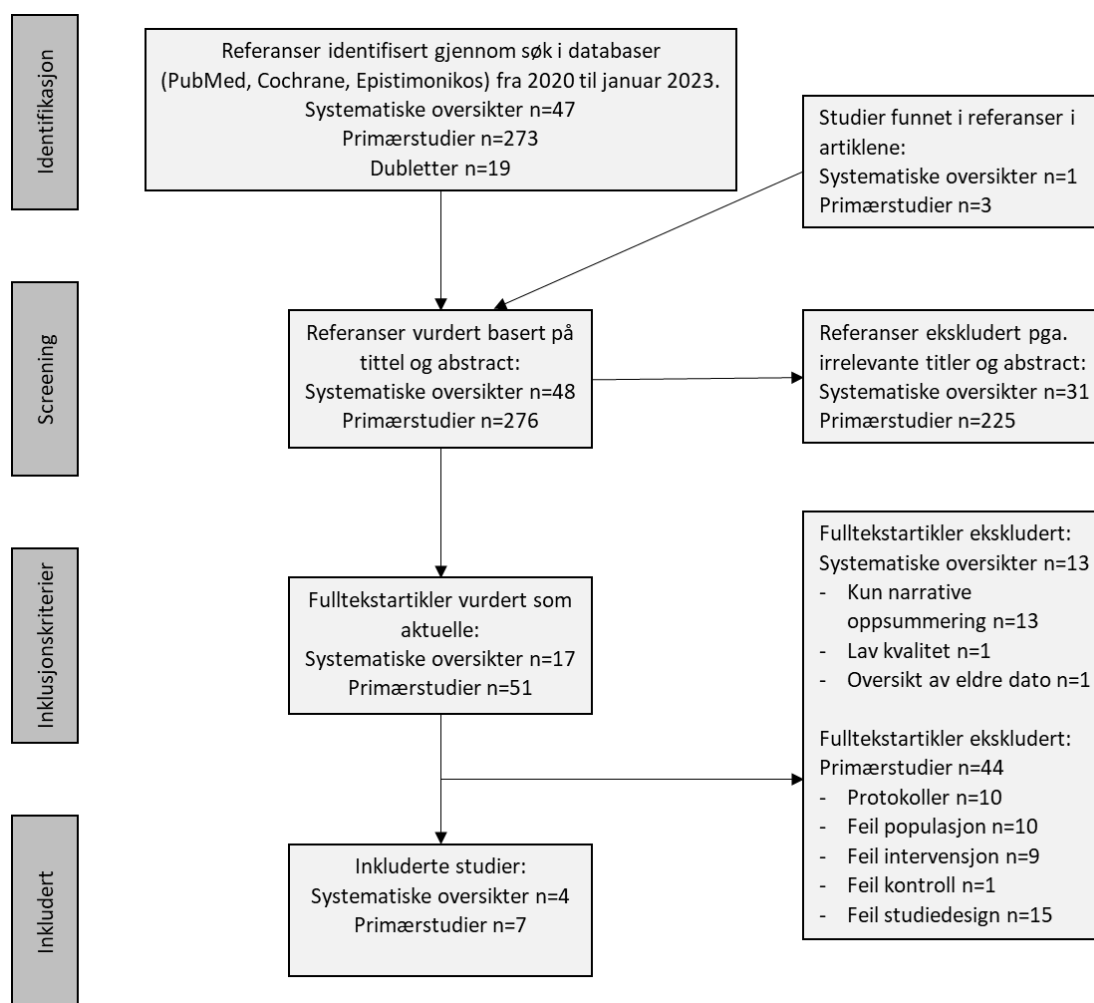 Identifikasjon
Referanser identifisert gjennom søk i databaser
(PubMed, Cochrane, Epistimonikos) fra 2020 til januar 2023.
Systematiske oversikter n=47
Primærstudier n=273
Dubletter n=19
Studier funnet i referanser i
artiklene:
Systematiske oversikter n=1
Primærstudier n=3
Screening
Referanser vurdert basert på
tittel og abstract:
Systematiske oversikter n=48
Primærstudier n=276
Referanser ekskludert pga.
irrelevante titler og abstract:
Systematiske oversikter n=31
Primærstudier n=225
Inklusjonskriterier
Fulltekstartikler vurdert som
aktuelle:
Systematiske oversikter n=17
Primærstudier n=51
Fulltekstartikler ekskludert:
Systematiske oversikter n=13
- Kun narrative
oppsummering n=13
- Lav kvalitet n=1
- Oversikt av eldre dato n=1
Fulltekstartikler ekskludert:
Primærstudier n=44
- Protokoller n=10
- Feil populasjon n=10
- Feil intervensjon n=9
- Feil kontroll n=1
- Feil studiedesign n=15
Inkludert
Inkluderte studier:
Systematiske oversikter n=4
Primærstudier n=7